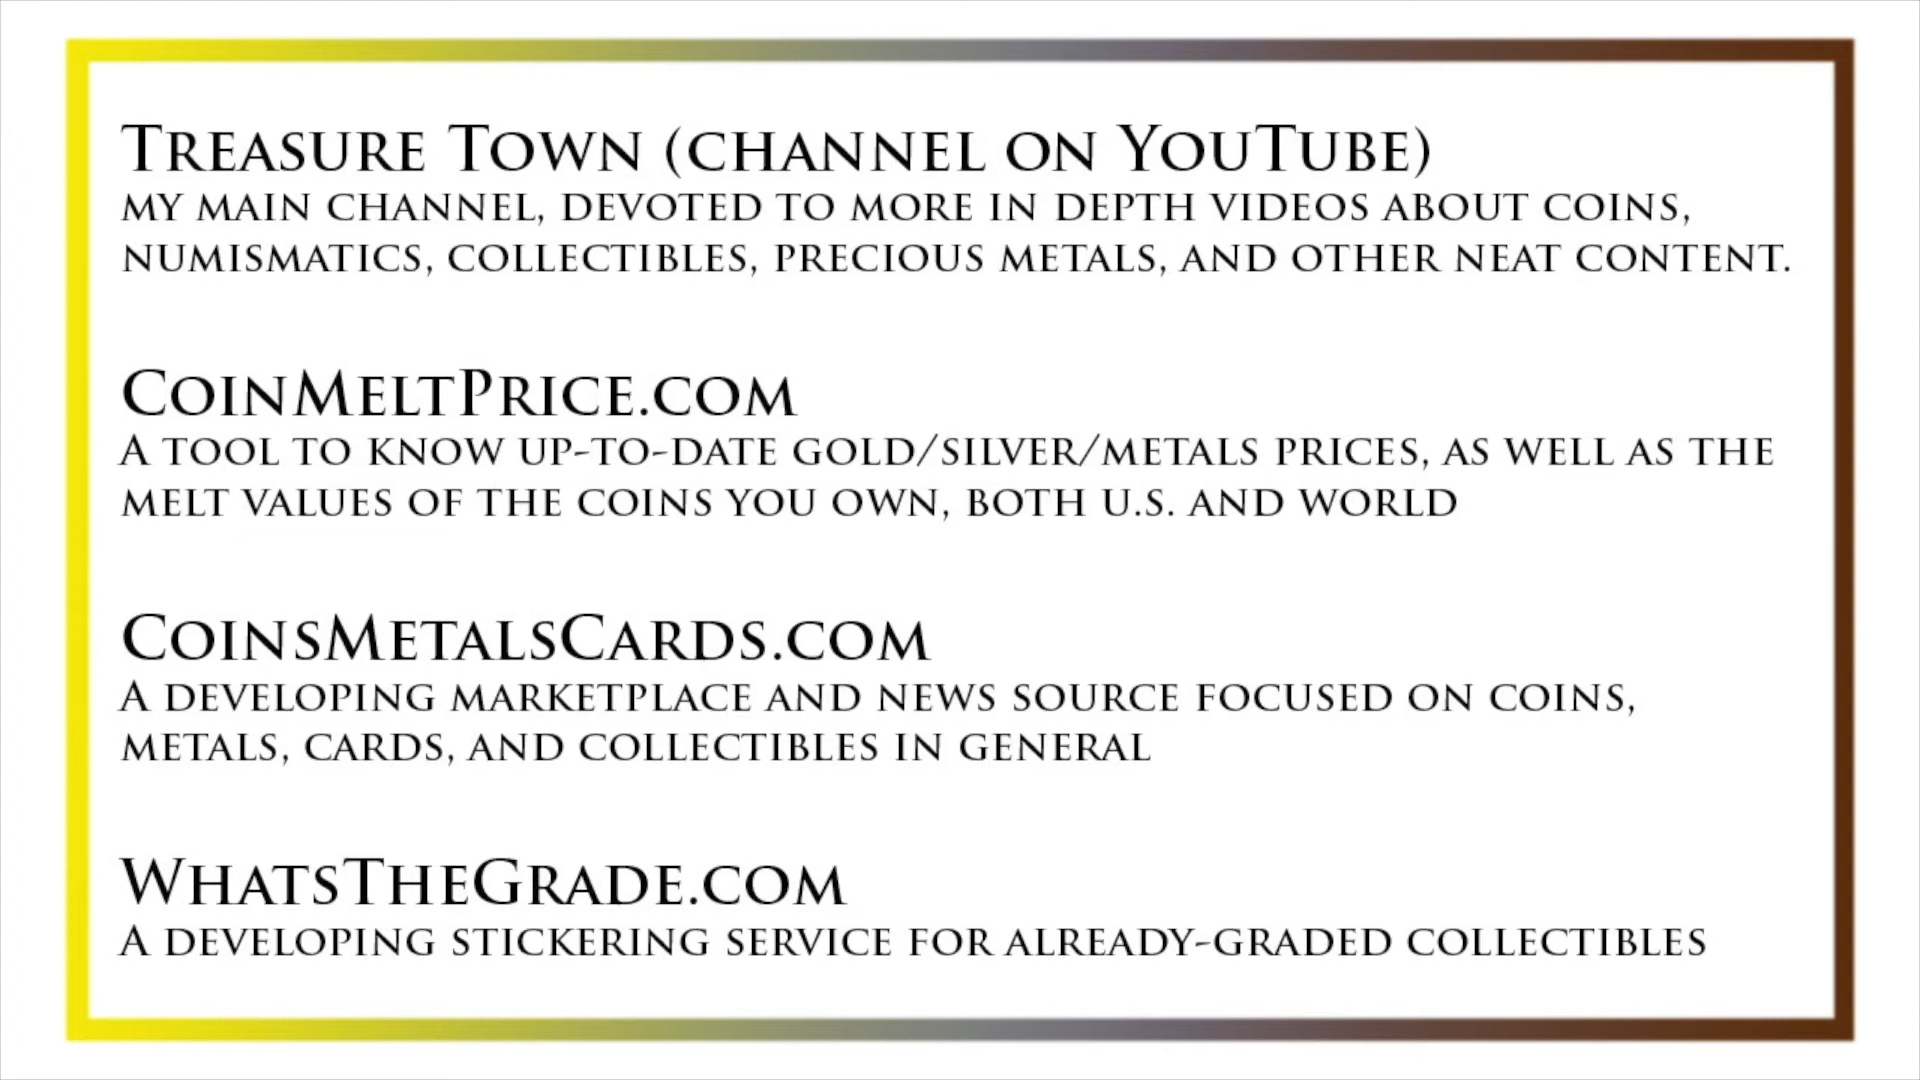 Treasure Town (channel on YouTube)
my main channel, devoted to more in depth videos about coins,
numismatics, collectibles, precious metals, and other neat content.
CoinMeltPrice.com
A tool to know up-to-date gold/silver/metals prices, as well as the
melt values of the coins you own, both u.s. and world
CoinsMetalsCards.com
A developing marketplace and news source focused on coins,
metals, cards, and collectibles in general
WhatsTheGrade.com
A developing stickering service for already-graded collectibles